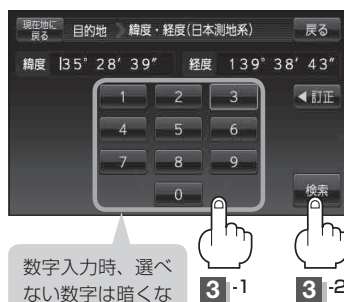 現在地に
戻る
目的地 緯度・経度(日本測地系)
戻る
緯度 35° 28′ 39″ 経度 139° 38′ 43″
1 2 3
◀訂正
4 5 6
7 8 9
0
検索
数字入力時、選べ
ない数字は暗くな
3 -1
3 -2